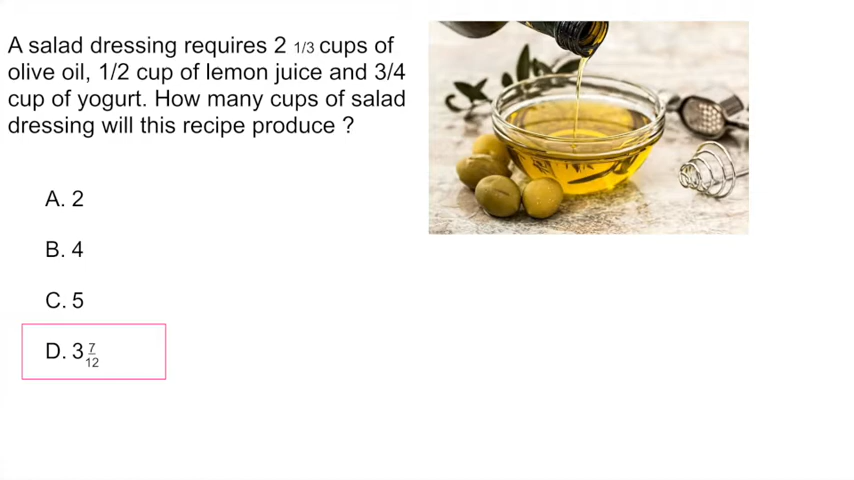 A salad dressing requires 2 1/3 cups of
olive oil, 1/2 cup of lemon juice and 3/4
cup of yogurt. How many cups of salad
dressing will this recipe produce ?
A. 2
B. 4
C. 5
D. 3 7/12